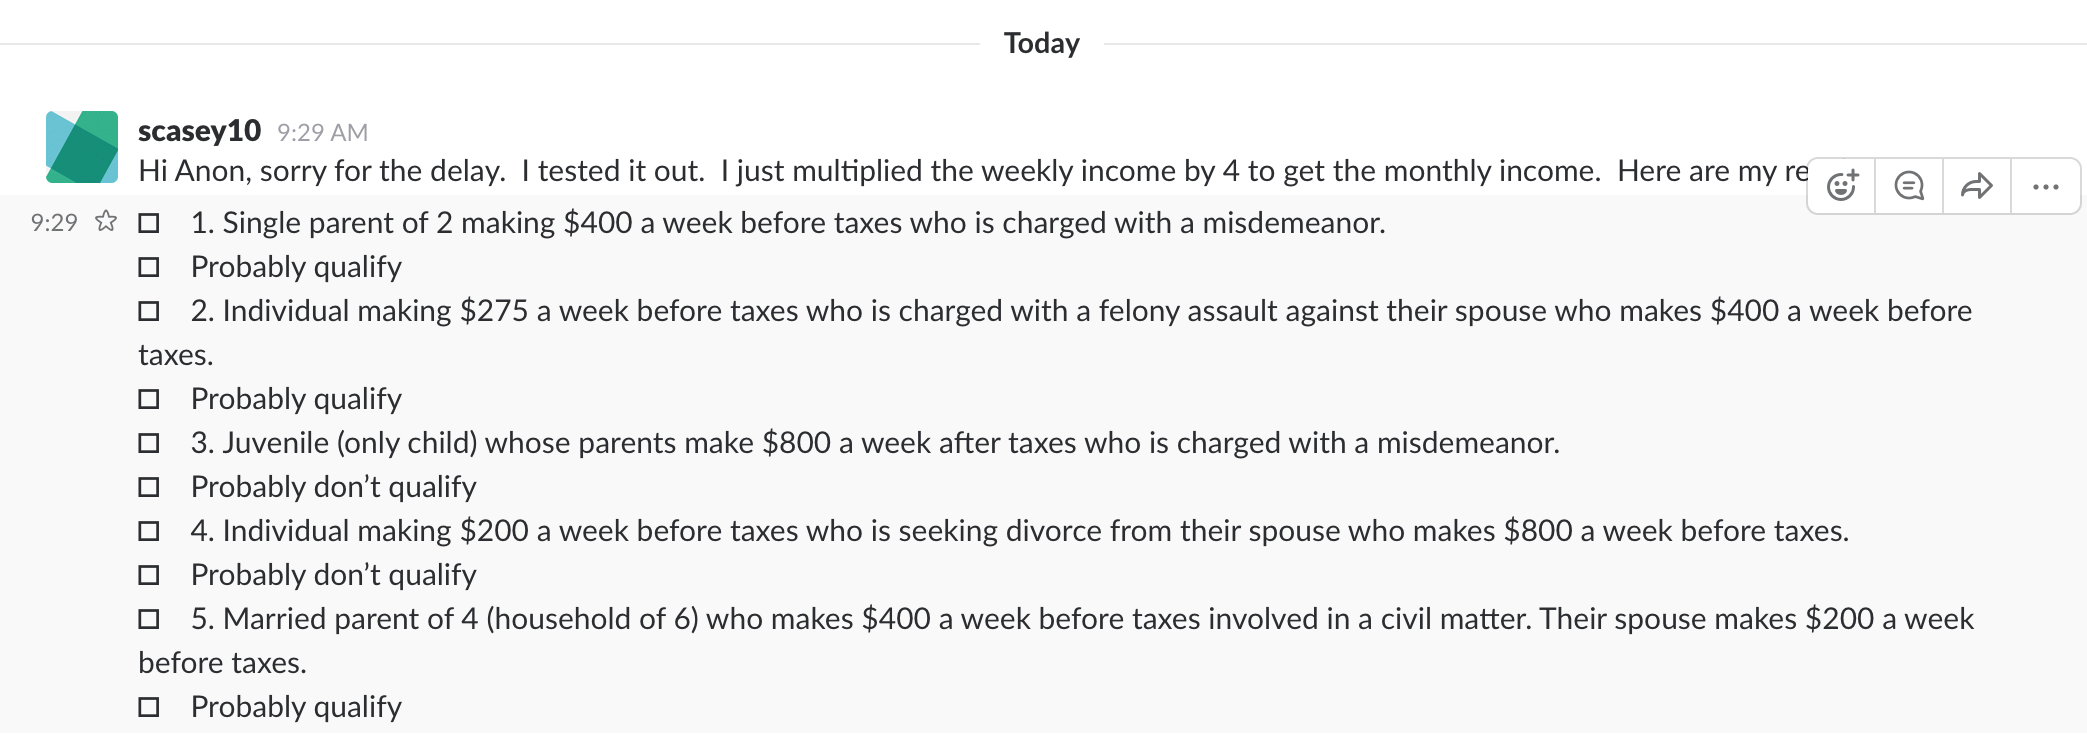 Today
scasey10 9:29 AM
Hi Anon, sorry for the delay.  I tested it out.  I just multiplied the weekly income by 4 to get the monthly income.  Here are my
9:29 ☐ 1. Single parent of 2 making $400 a week before taxes who is charged with a misdemeanor.
☐ Probably qualify
☐ 2. Individual making $275 a week before taxes who is charged with a felony assault against their spouse who makes $400 a week before
taxes.
☐ Probably qualify
☐ 3. Juvenile (only child) whose parents make $800 a week after taxes who is charged with a misdemeanor.
☐ Probably don’t qualify
☐ 4. Individual making $200 a week before taxes who is seeking divorce from their spouse who makes $800 a week before taxes.
☐ Probably don’t qualify
☐ 5. Married parent of 4 (household of 6) who makes $400 a week before taxes involved in a civil matter. Their spouse makes $200 a week
before taxes.
☐ Probably qualify